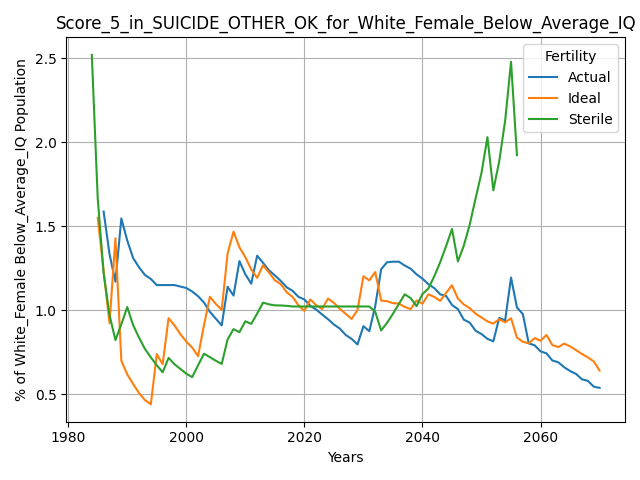 Score_5_in_SUICIDE_OTHER_OK_for_White_Female_Below_Average_IQ
% of White_Female Below_Average_IQ Population
2.5
2.0
1.5
1.0
0.5
Fertility
Actual
Ideal
Sterile
1980
2000
2020
2040
2060
Years